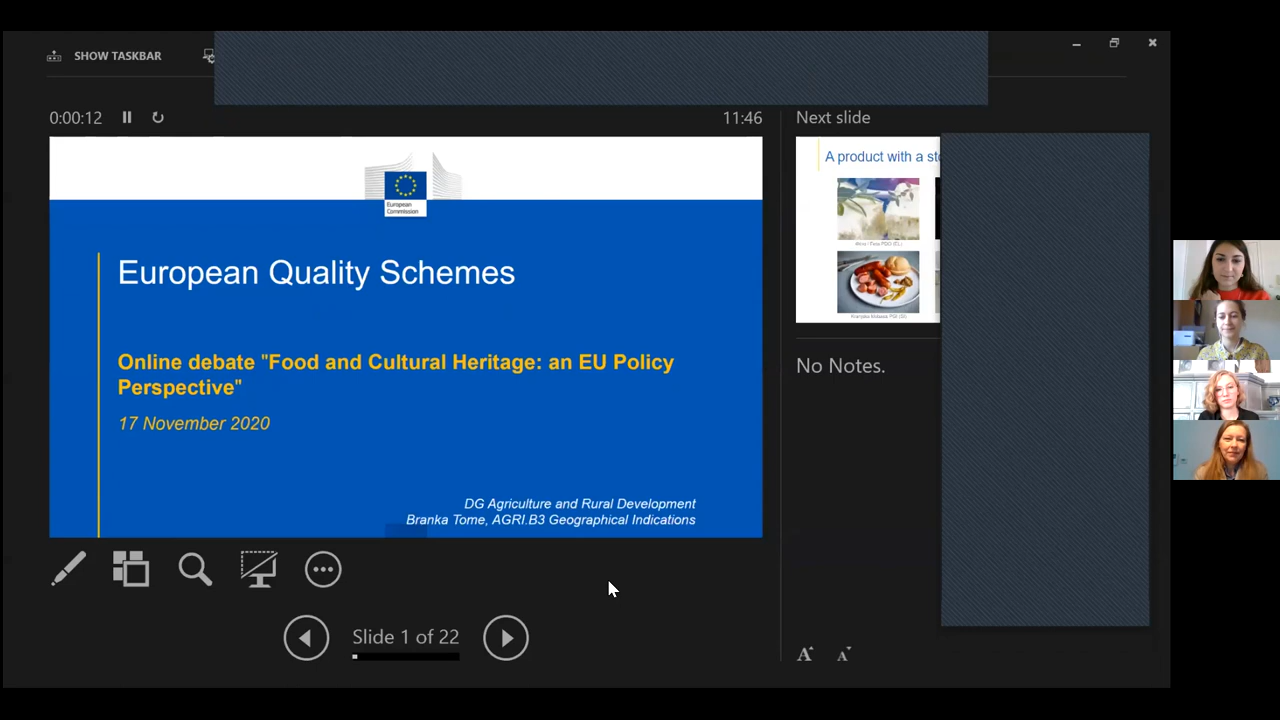 SHOW TASKBAR
0:00:12
11:46
European
Commission
European Quality Schemes
Online debate "Food and Cultural Heritage: an EU Policy
Perspective"
17 November 2020
DG Agriculture and Rural Development
Branka Tome, AGRI.B3 Geographical Indications
Slide 1 of 22
Next slide
A product with a
No Notes.
A A